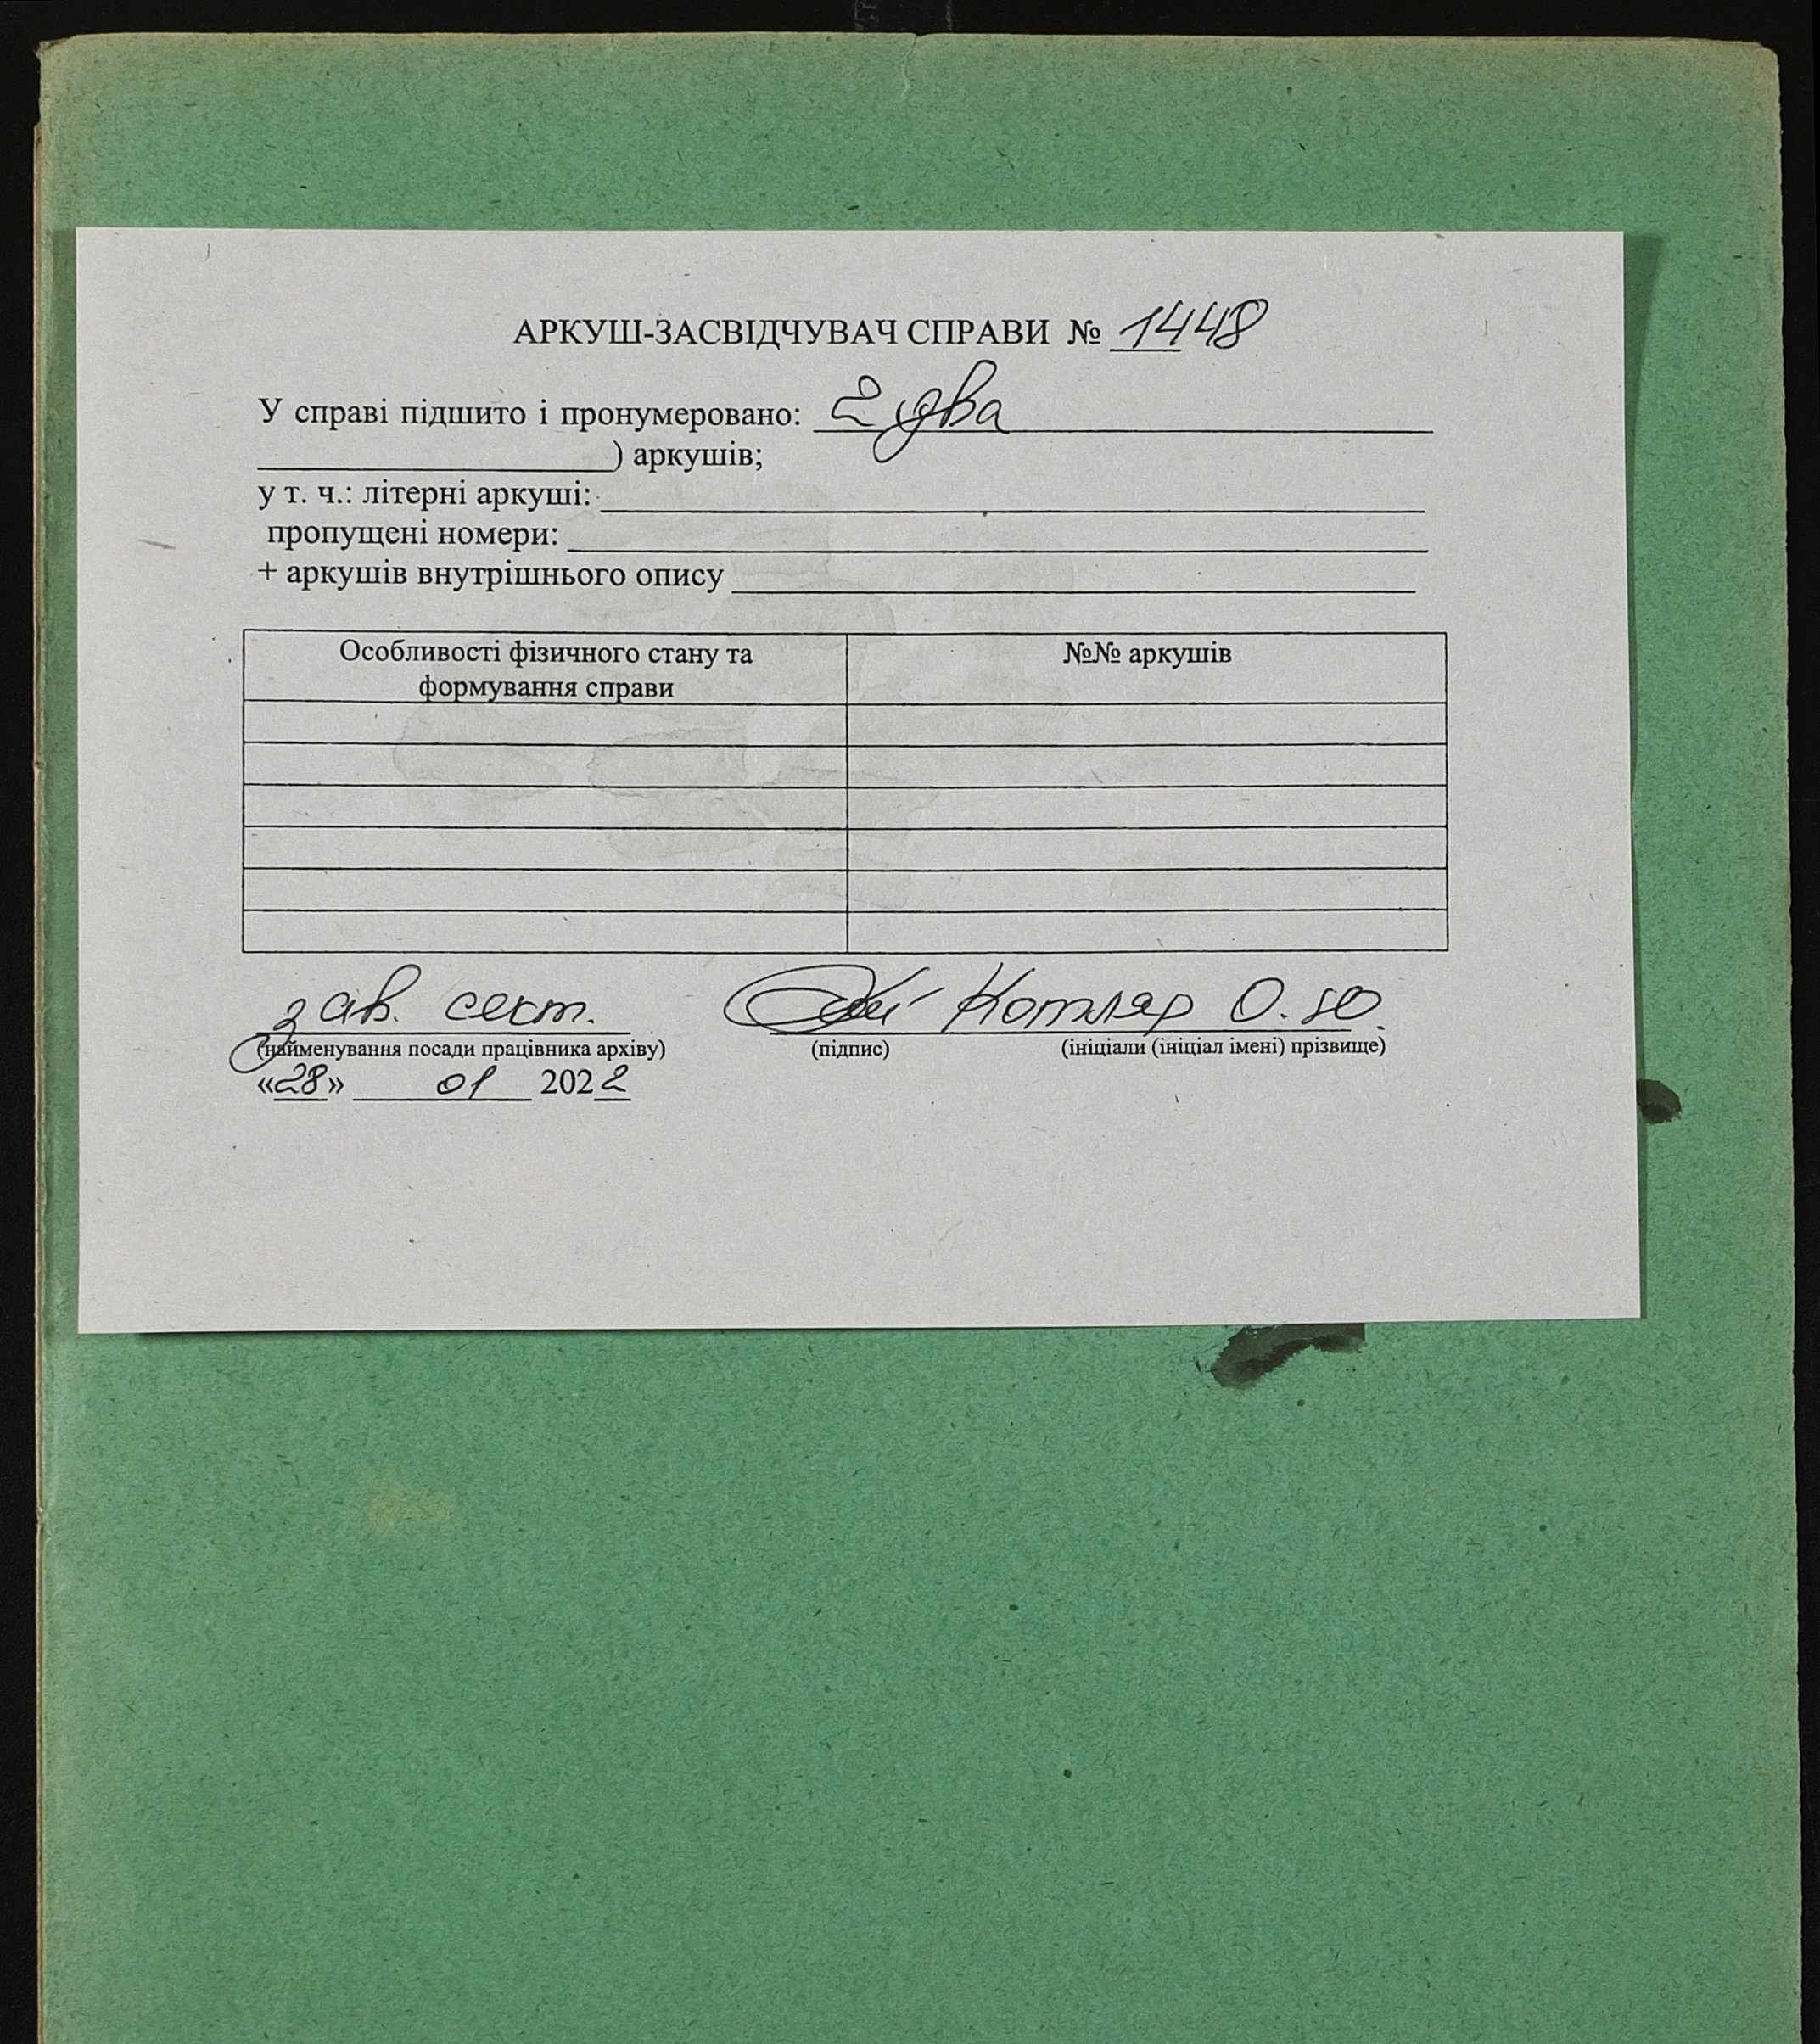 АРКУШ-ЗАСВІДЧУВАЧ СПРАВИ № 1448
У справі підшито і пронумеровано: 2 два
) аркушів;
у т. ч.: літерні аркуші:
пропущені номери:
+ аркушів внутрішнього опису
Особливості фізичного стану та формування справи №№ аркушів
зав. сект. Котляр О.Ю.
(найменування посади працівника архіву) (підпис) (ініціали (ініціал імені) прізвище)
«28» 01 2022